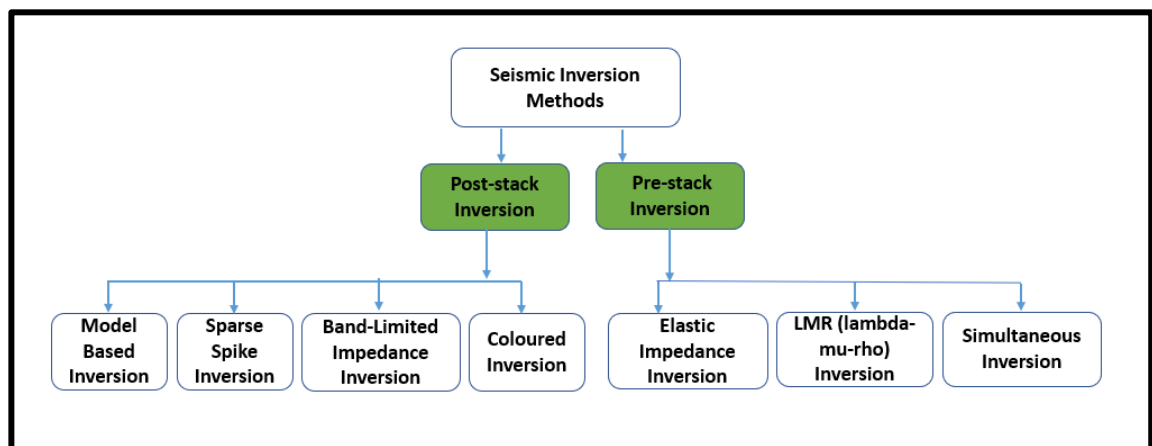 Seismic Inversion
Methods
Post-stack
Inversion
Pre-stack
Inversion
Model
Based
Inversion
Sparse
Spike
Inversion
Band-Limited
Impedance
Inversion
Coloured
Inversion
Elastic
Impedance
Inversion
LMR (lambda-
mu-rho)
Inversion
Simultaneous
Inversion